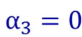 α₃ = 0